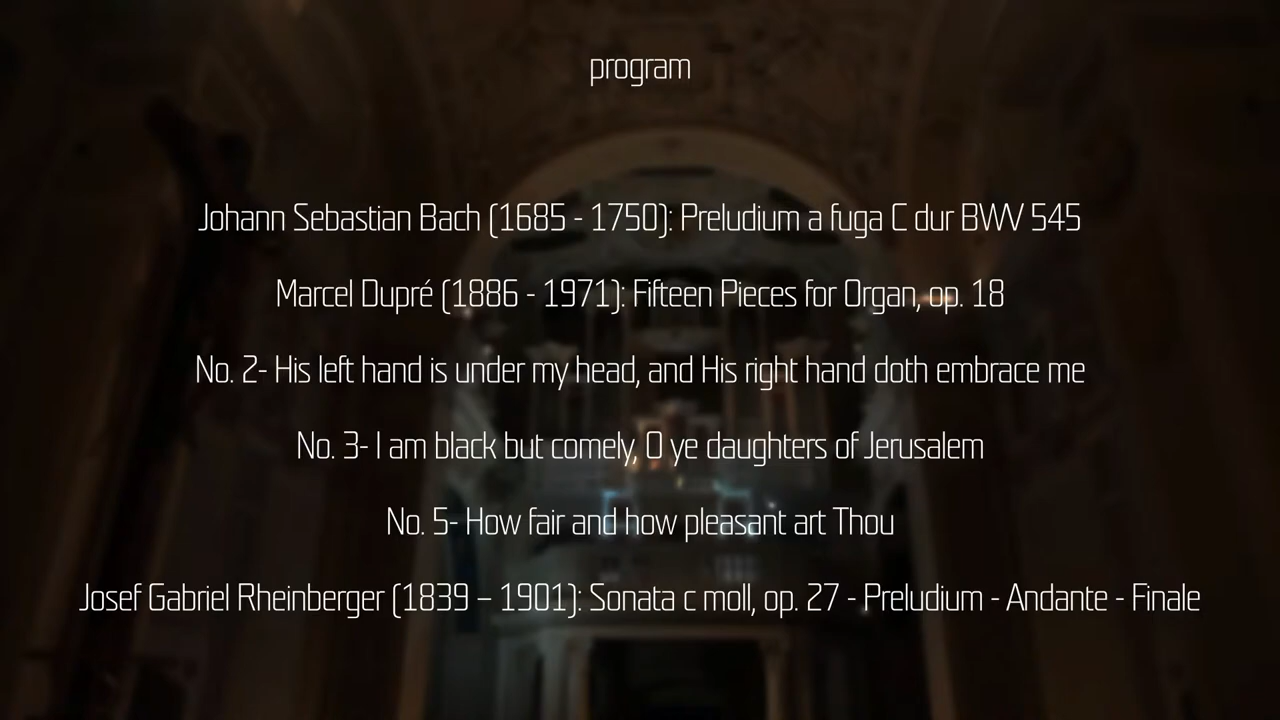 program
Johann Sebastian Bach (1685 - 1750): Preludium a fuga C dur BWV 545
Marcel Dupré (1886 - 1971): Fifteen Pieces for Organ, op. 18
No. 2- His left hand is under my head, and His right hand doth embrace me
No. 3- I am black but comely, O ye daughters of Jerusalem
No. 5- How fair and how pleasant art Thou
Josef Gabriel Rheinberger (1839 – 1901): Sonata c moll, op. 27 - Preludium - Andante - Finale